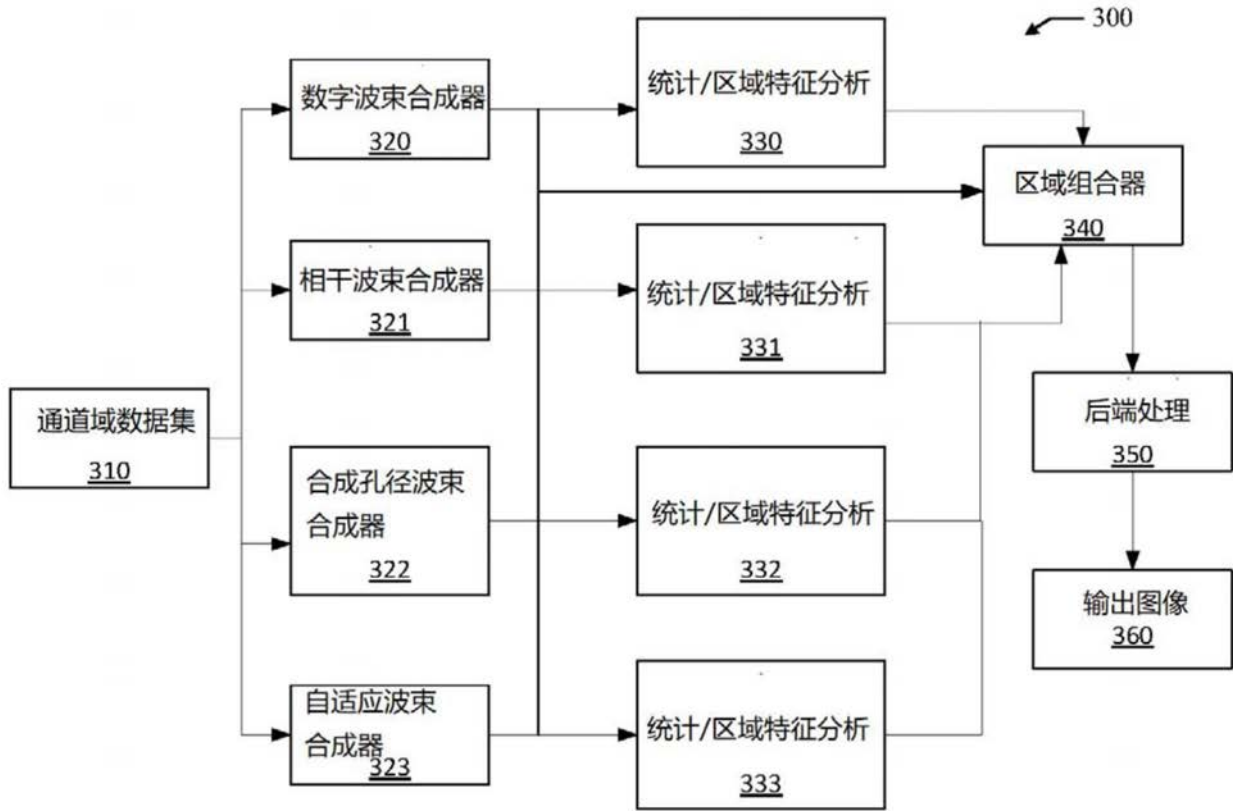 300
数字波束合成器
320
统计/区域特征分析
330
区域组合器
340
相干波束合成器
321
统计/区域特征分析
331
通道域数据集
310
后端处理
350
合成孔径波束
合成器
322
统计/区域特征分析
332
输出图像
360
自适应波束
合成器
323
统计/区域特征分析
333